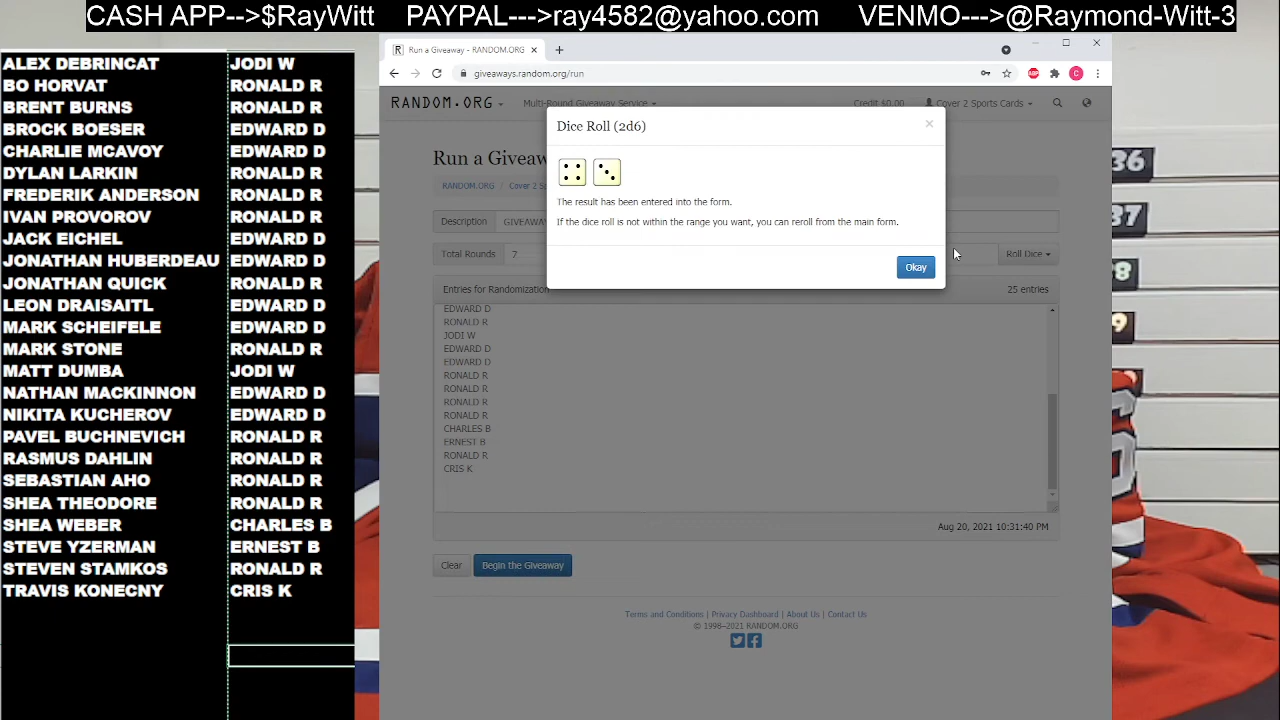 CASH APP-->$RayWitt PAYPAL--->ray4582@yahoo.com VENMO--->@Raymond-Witt-3
ALEX DEBRINCAT JODI W
BO HORVAT RONALD R
BRENT BURNS RONALD R
BROCK BOESER EDWARD D
CHARLIE MCAVOY EDWARD D
DYLAN LARKIN RONALD R
FREDERIK ANDERSON RONALD R
IVAN PROVOROV RONALD R
JACK EICHEL EDWARD D
JONATHAN HUBERDEAU EDWARD D
JONATHAN QUICK RONALD R
LEON DRAISAITL EDWARD D
MARK SCHEIFELE EDWARD D
MARK STONE RONALD R
MATT DUMBA JODI W
NATHAN MACKINNON EDWARD D
NIKITA KUCHEROV EDWARD D
PAVEL BUCHNEVICH RONALD R
RASMUS DAHLIN RONALD R
SEBASTIAN AHO RONALD R
SHEA THEODORE RONALD R
SHEA WEBER CHARLES B
STEVE YZERMAN ERNEST B
STEVEN STAMKOS RONALD R
TRAVIS KONECNY CRIS K
Run a Giveaway - RANDOM.ORG
giveaways.random.org/run
RANDOM.ORG Multi-Round Giveaway Service Credit $0.00 Cover 2 Sports Cards
Dice Roll (2d6)
The result has been entered into the form.
If the dice roll is not within the range you want, you can reroll from the main form.
Okay
Run a Giveaw
RANDOM.ORG Cover 2 Sp
Description GIVEAWAY
Total Rounds 7 Roll Dice
Entries for Randomization 25 entries
EDWARD D
RONALD R
JODI W
EDWARD D
EDWARD D
RONALD R
RONALD R
RONALD R
RONALD R
CHARLES B
ERNEST B
RONALD R
CRIS K
Aug 20, 2021 10:31:40 PM
Clear Begin the Giveaway
Terms and Conditions | Privacy Dashboard | About Us | Contact Us
© 1998–2021 RANDOM.ORG
36
37